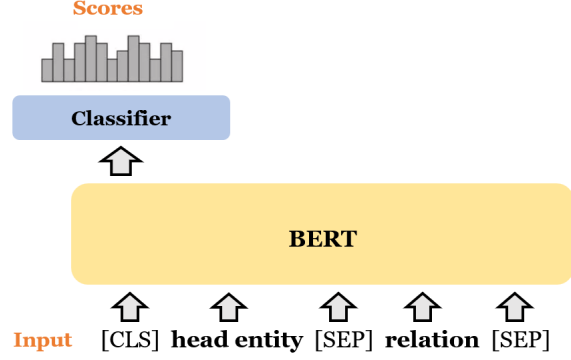 Scores
Classifier
BERT
Input [CLS] head entity [SEP] relation [SEP]